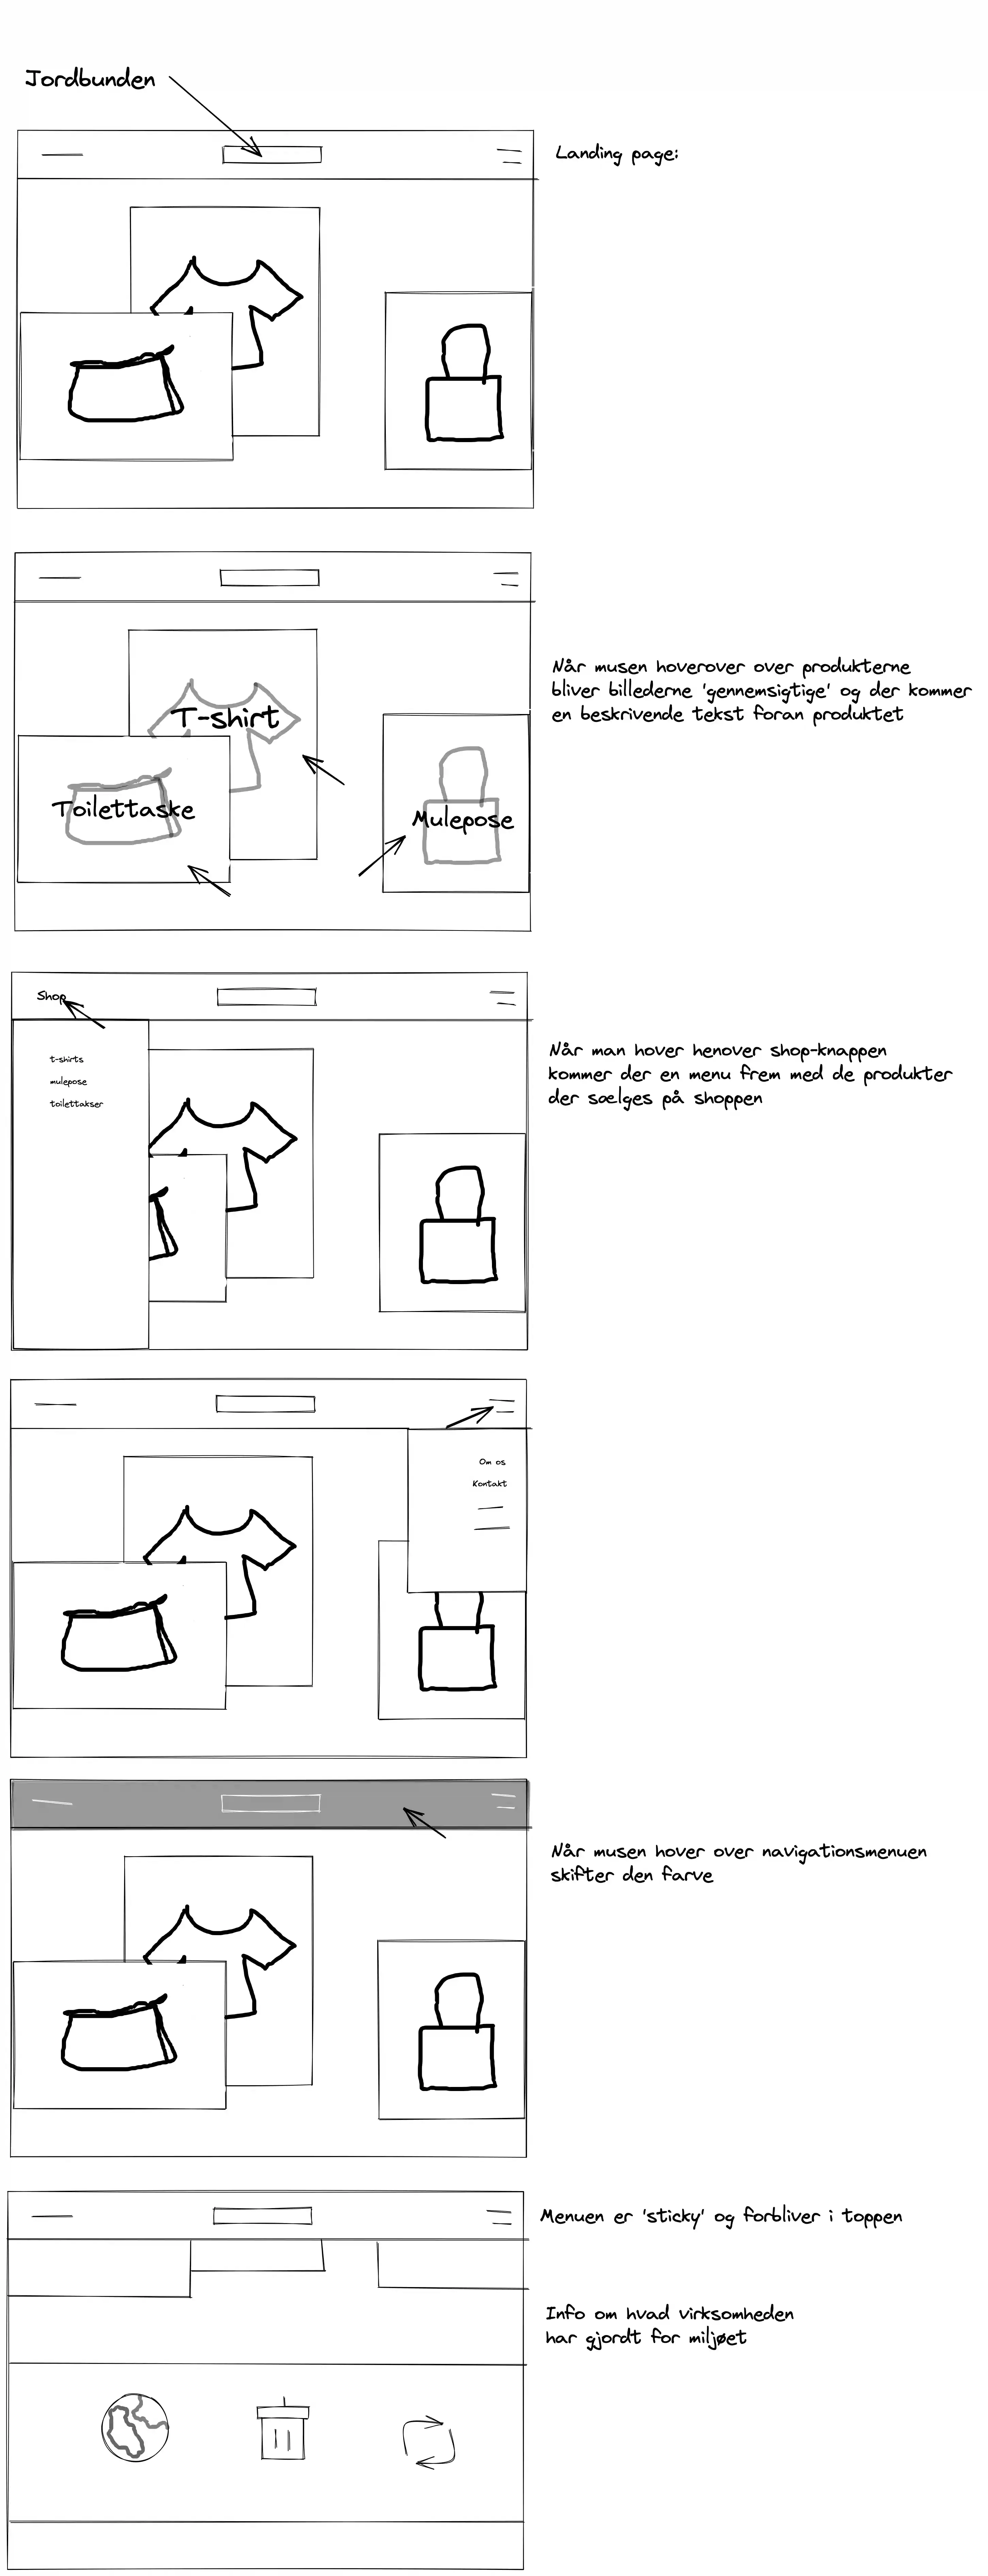 Jordbunden
Landing page:
Når musen hoverover over produkterne
bliver billederne 'gennemsigtige' og der kommer
en beskrivende tekst foran produktet
T-shirt
Toilettaske
Mulepose
Shop
t-shirts
mulepose
toilettakser
Når man hover henover shop-knappen
kommer der en menu frem med de produkter
der sælges på shoppen
Om os
Kontakt
Når musen hover over navigationsmenuen
skifter den farve
Menuen er 'sticky' og forbliver i toppen
Info om hvad virksomheden
har gjordt for miljøet